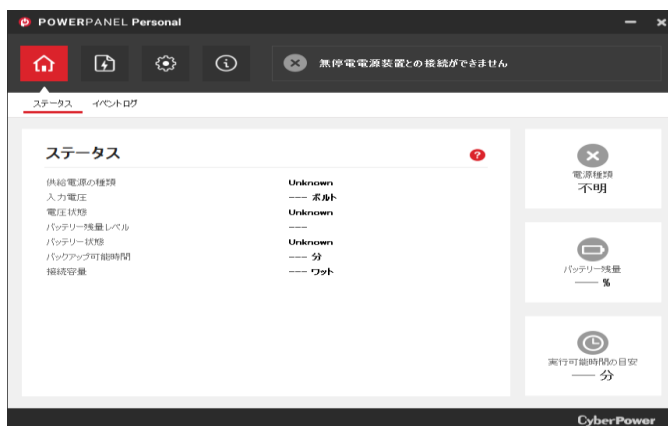 POWERPANEL Personal
無停電電源装置との接続ができません
ステータス イベントログ
ステータス
供給電源の種類 Unknown
入力電圧 --- ボルト
電圧状態 Unknown
バッテリー残量レベル ---
バッテリー状態 Unknown
バックアップ可能時間 --- 分
接続容量 --- ワット
電源種類
不明
バッテリー残量
--- %
実行可能時間の目安
--- 分
CyberPower